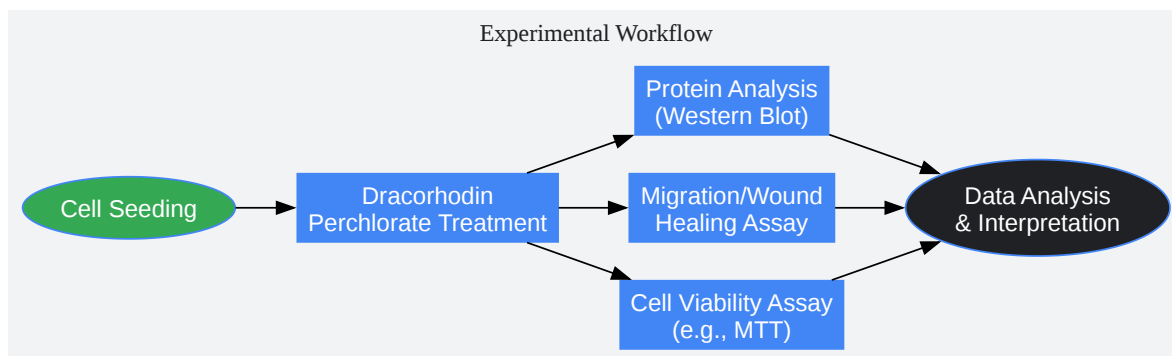 Experimental Workflow
Cell Seeding
Dracorhodin
Perchlorate Treatment
Protein Analysis
(Western Blot)
Migration/Wound
Healing Assay
Cell Viability Assay
(e.g., MTT)
Data Analysis
& Interpretation